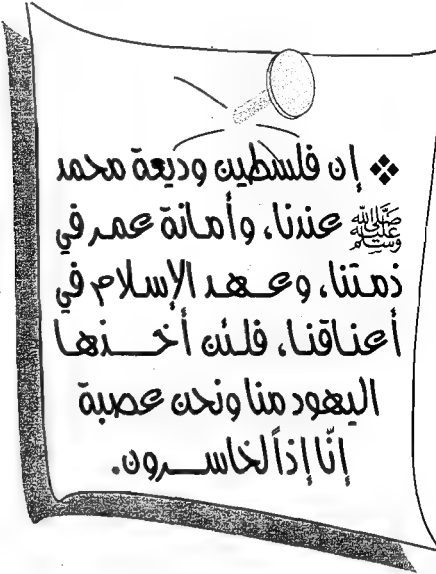 ❖ إن فلسطين وديعة محمد
ﷺ عندنا، وأمانة عمر في
ذمتنا، وعهد الإسلام في
أعناقنا، فلئن أخذها
اليهود منا ونحن عصبة
إنّا إذاً لخاسرون.